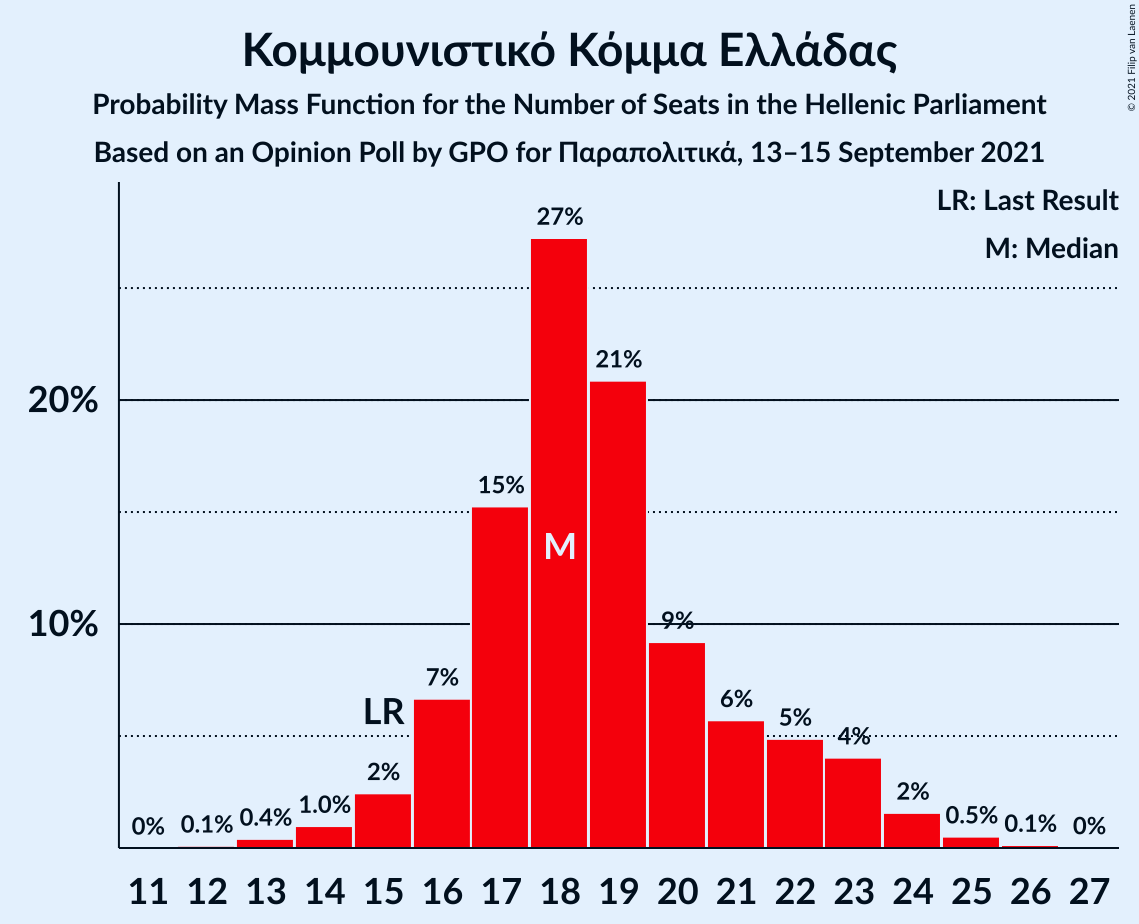 Κομμουνιστικό Κόμμα Ελλάδας
Probability Mass Function for the Number of Seats in the Hellenic Parliament
Based on an Opinion Poll by GPO for Παραπολιτικά, 13–15 September 2021
© 2021 Filip van Laenen
LR: Last Result
M: Median
27%
21%
20%
15%
M
10%
9%
7%
LR
6%
5%
4%
2%
2%
0% 0.1% 0.4% 1.0% 0.5% 0.1% 0%
11 12 13 14 15 16 17 18 19 20 21 22 23 24 25 26 27